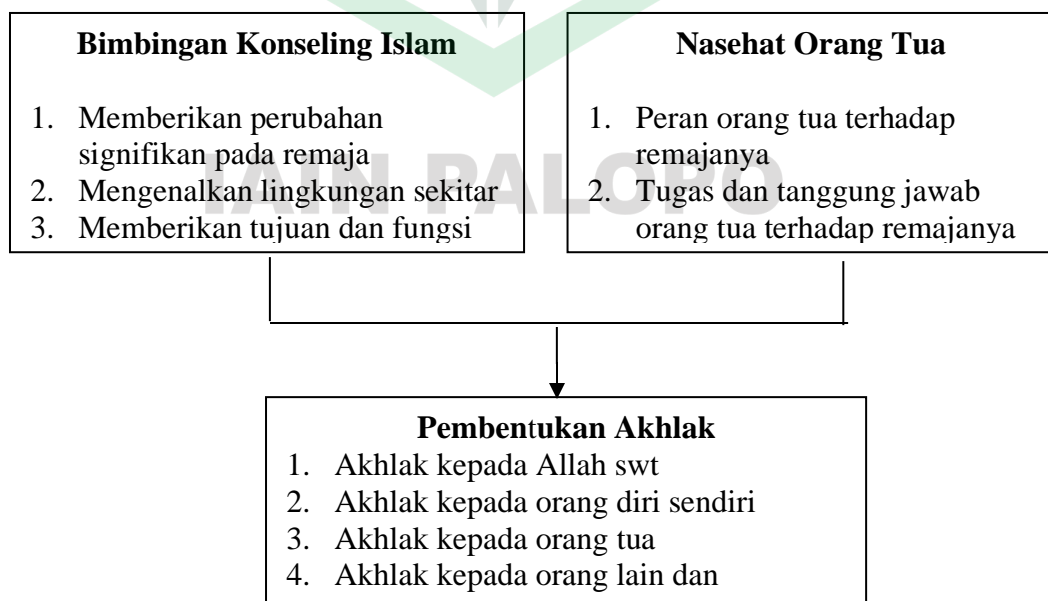 Bimbingan Konseling Islam
1. Memberikan perubahan
signifikan pada remaja
2. Mengenalkan lingkungan sekitar
3. Memberikan tujuan dan fungsi
Nasehat Orang Tua
1. Peran orang tua terhadap
remajanya
2. Tugas dan tanggung jawab
orang tua terhadap remajanya
IAIN PALOPO
Pembentukan Akhlak
1. Akhlak kepada Allah swt
2. Akhlak kepada orang diri sendiri
3. Akhlak kepada orang tua
4. Akhlak kepada orang lain dan